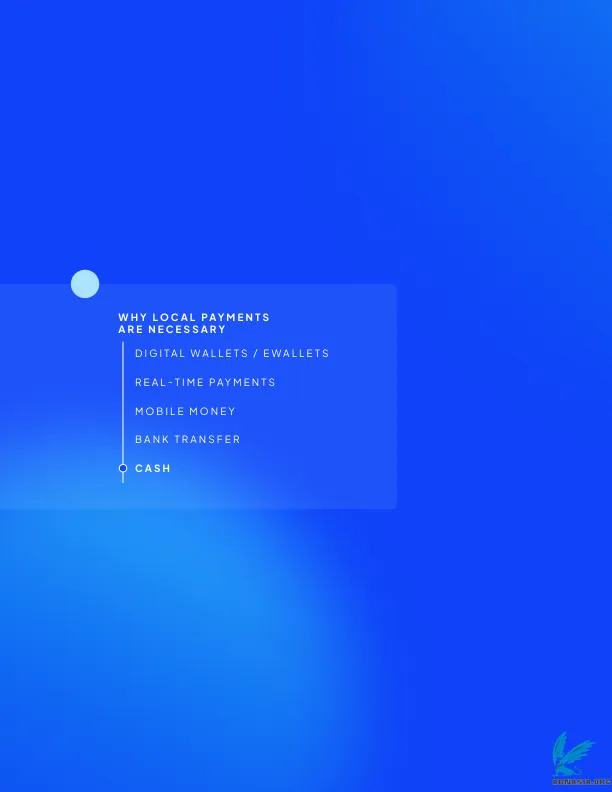 WHY LOCAL PAYMENTS
ARE NECESSARY
DIGITAL WALLETS / EWALLETS
REAL-TIME PAYMENTS
MOBILE MONEY
BANK TRANSFER
CASH